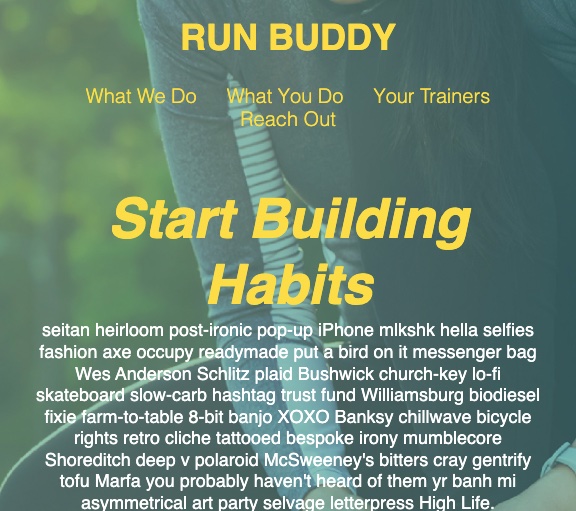 RUN BUDDY
What We Do What You Do Your Trainers
Reach Out
Start Building
Habits
seitan heirloom post-ironic pop-up iPhone mlkshk hella selfies
fashion axe occupy readymade put a bird on it messenger bag
Wes Anderson Schlitz plaid Bushwick church-key lo-fi
skateboard slow-carb hashtag trust fund Williamsburg biodiesel
fixie farm-to-table 8-bit banjo XOXO Banksy chillwave bicycle
rights retro cliche tattooed bespoke irony mumblecore
Shoreditch deep v polaroid McSweeney's bitters cray gentrify
tofu Marfa you probably haven't heard of them yr banh mi
asymmetrical art party selvage letterpress High Life.